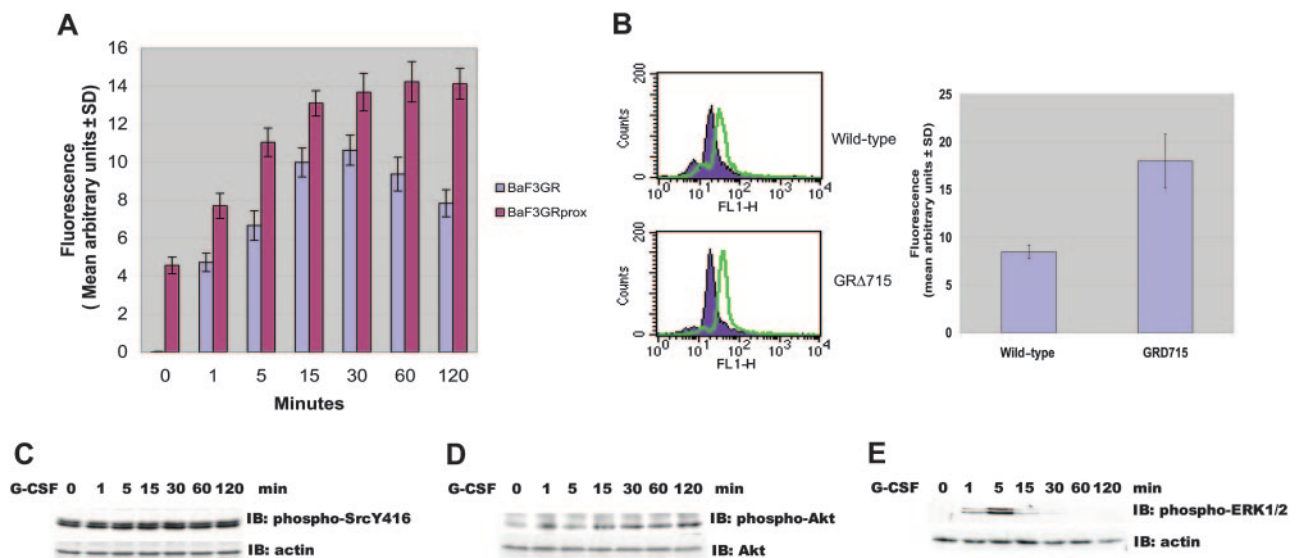 A
Fluorescence
( Mean arbitrary units ± SD)
16
14
12
10
8
6
4
2
0
0 1 5 15 30 60 120
Minutes
BaF3GR
BaF3GRprox
B
200
Counts
0
10^0 10^1 10^2 10^3 10^4
FL1-H
Wild-type
200
Counts
0
10^0 10^1 10^2 10^3 10^4
FL1-H
GRΔ715
Fluorescence
(mean arbitrary units ± SD)
25
20
15
10
5
0
Wild-type GRD715
C
G-CSF 0 1 5 15 30 60 120 min
IB: phospho-SrcY416
IB: actin
D
G-CSF 0 1 5 15 30 60 120 min
IB: phospho-Akt
IB: Akt
E
G-CSF 0 1 5 15 30 60 120 min
IB: phospho-ERK1/2
IB: actin